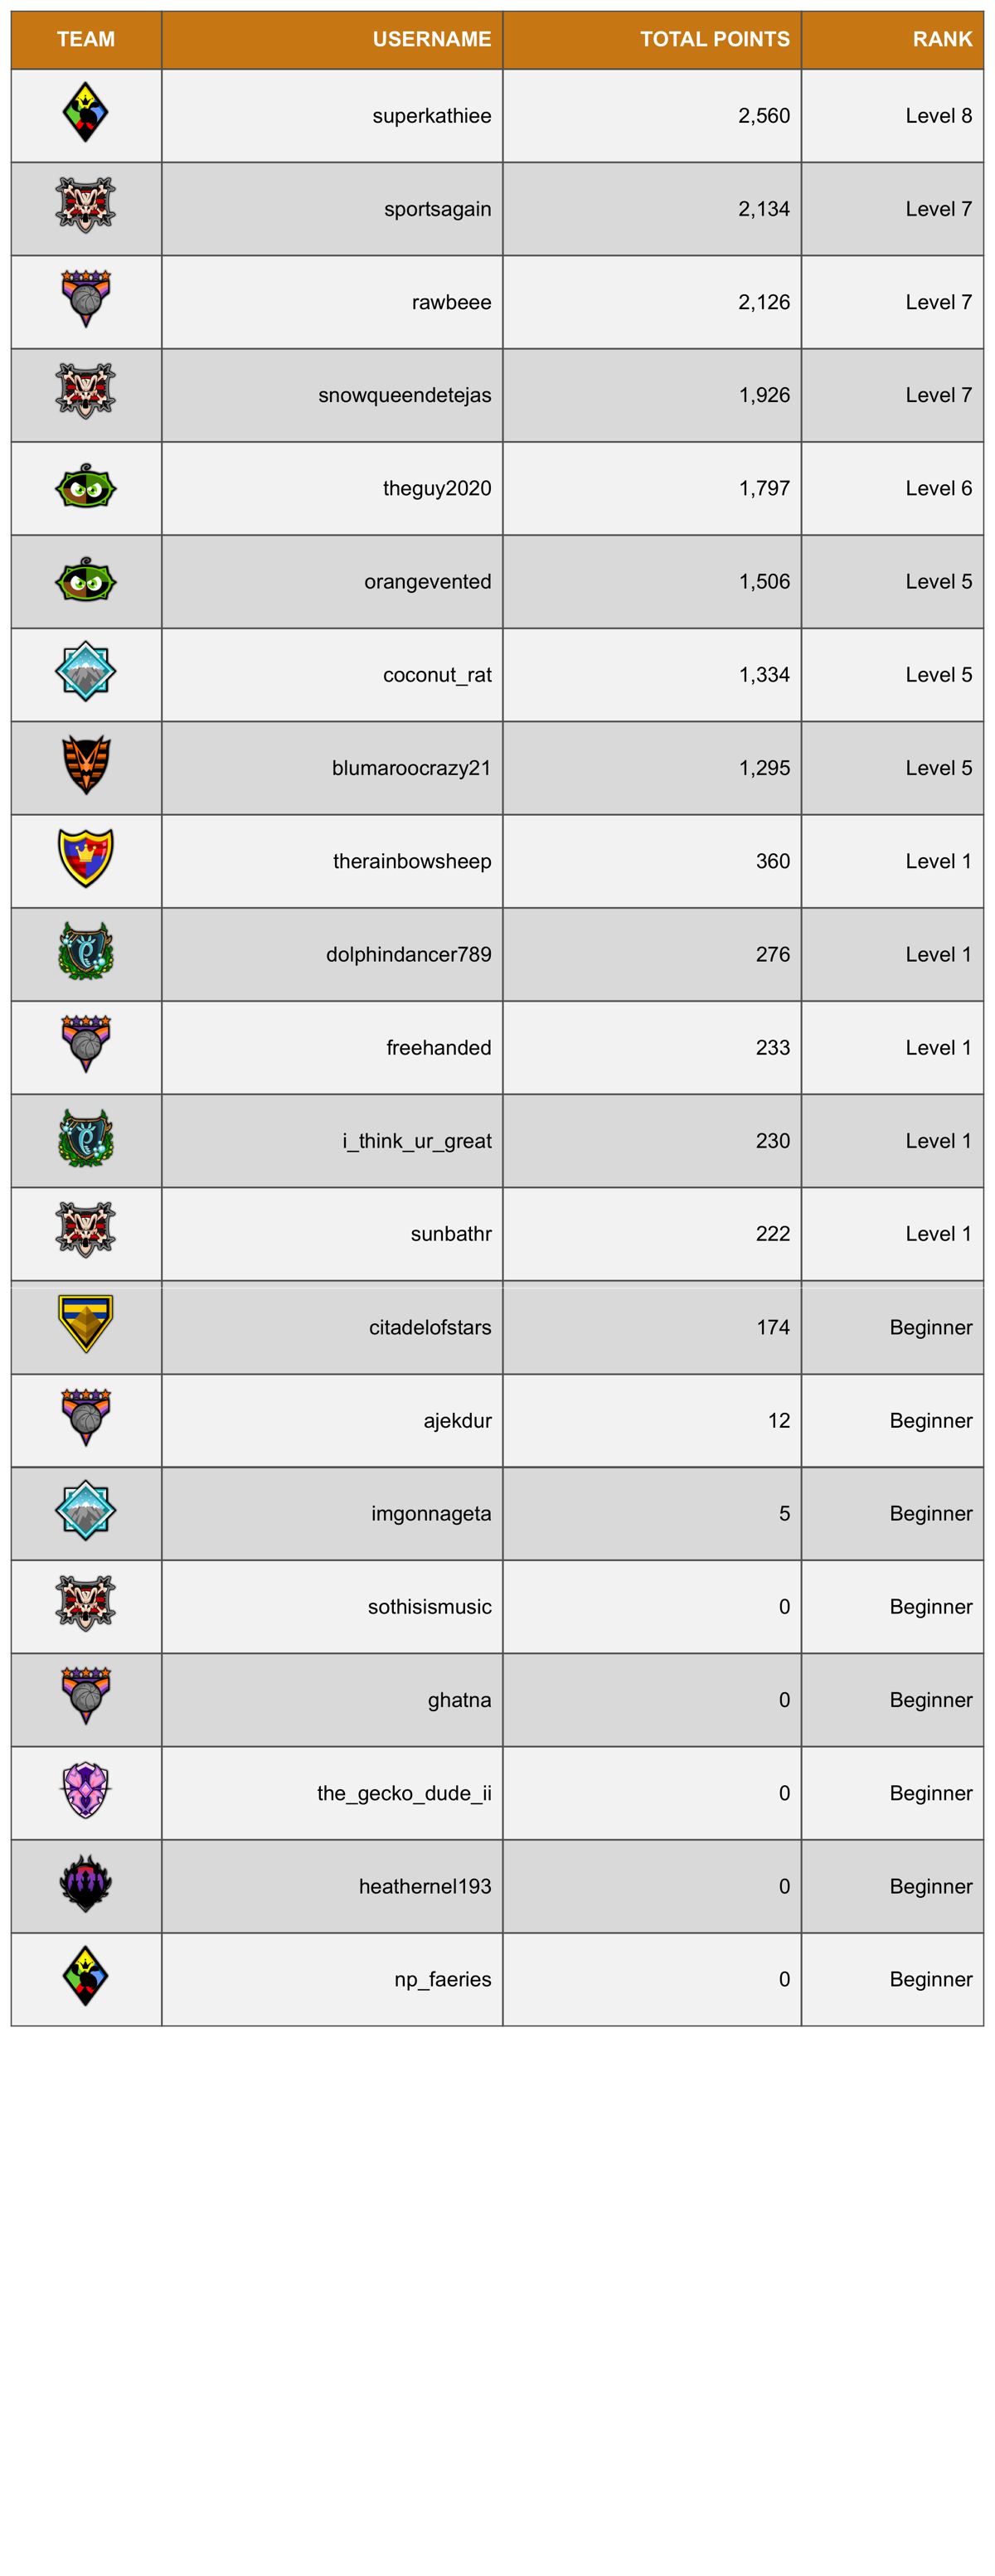 TEAM USERNAME TOTAL POINTS RANK
superkathiee 2,560 Level 8
sportsagain 2,134 Level 7
rawbeee 2,126 Level 7
snowqueendetejas 1,926 Level 7
theguy2020 1,797 Level 6
orangevented 1,506 Level 5
coconut_rat 1,334 Level 5
blumaroocrazy21 1,295 Level 5
therainbowsheep 360 Level 1
dolphindancer789 276 Level 1
freehanded 233 Level 1
i_think_ur_great 230 Level 1
sunbathr 222 Level 1
citadelofstars 174 Beginner
ajekdur 12 Beginner
imgonnageta 5 Beginner
sothisismusic 0 Beginner
ghatna 0 Beginner
the_gecko_dude_ii 0 Beginner
heathernel193 0 Beginner
np_faeries 0 Beginner